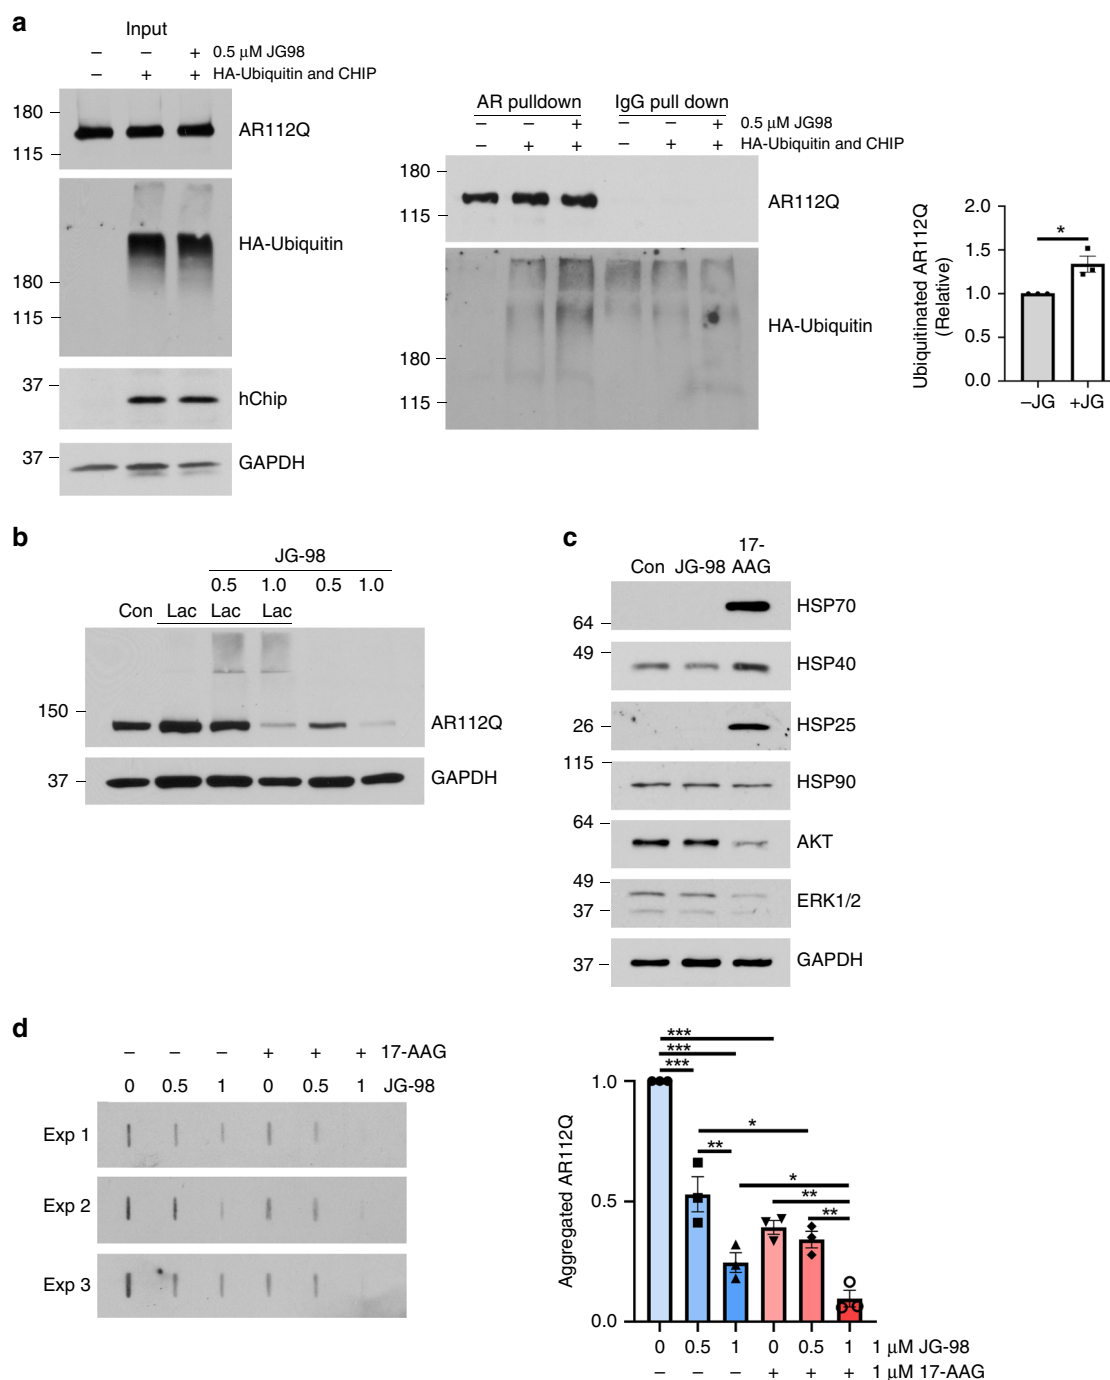 a
Input
– – + 0.5 μM JG98
– + + HA-Ubiquitin and CHIP
180
115
AR112Q
HA-Ubiquitin
180
115
37
hChip
37
GAPDH
AR pulldown IgG pull down
– – + – – + 0.5 μM JG98
– + + – + + HA-Ubiquitin and CHIP
180
115
AR112Q
HA-Ubiquitin
180
115
Ubiquitinated AR112Q
(Relative)
2.0
1.5
1.0
0.5
0.0
*
–JG +JG
b
JG-98
0.5 1.0 0.5 1.0
Con Lac Lac Lac
150
AR112Q
37
GAPDH
c
17-
Con JG-98 AAG
HSP70
64
49
HSP40
26
HSP25
115
HSP90
64
AKT
49
37
ERK1/2
37
GAPDH
d
– – – + + + 17-AAG
0 0.5 1 0 0.5 1 JG-98
Exp 1
Exp 2
Exp 3
Aggregated AR112Q
1.0
0.5
0.0
***
***
***
*
**
*
**
**
0 0.5 1 0 0.5 1 1 μM JG-98
– – – + + + 1 μM 17-AAG